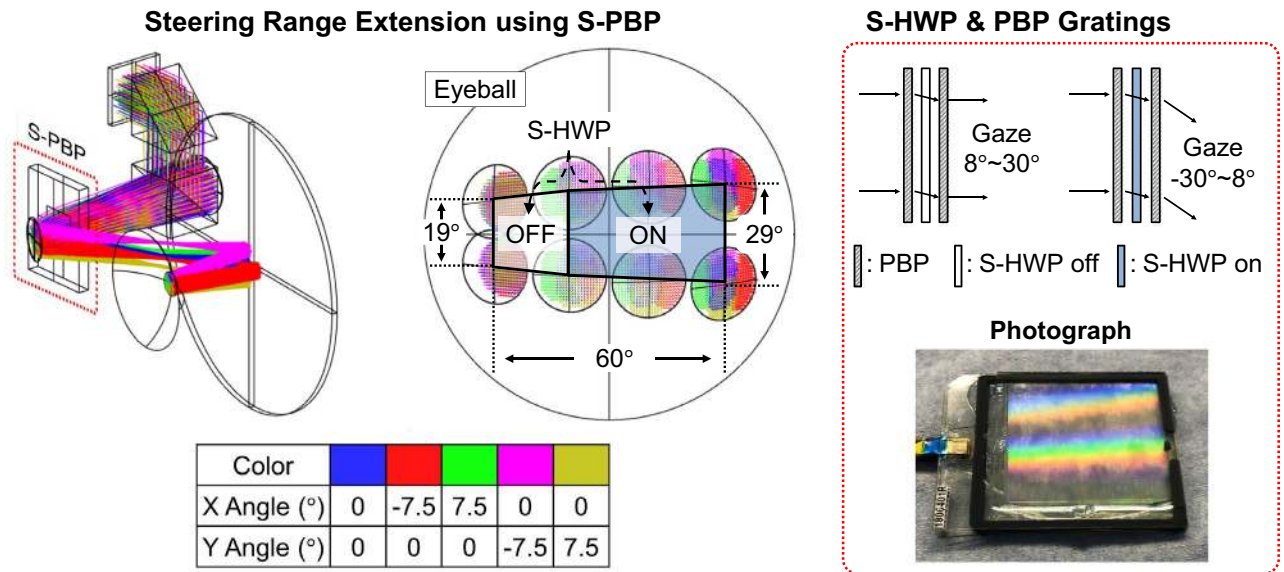 Steering Range Extension using S-PBP
S-PBP
Eyeball
S-HWP
19°
OFF
ON
29°
60°
Color
X Angle (°) 0 -7.5 7.5 0 0
Y Angle (°) 0 0 0 -7.5 7.5
S-HWP & PBP Gratings
Gaze
8°~30°
Gaze
-30°~8°
: PBP
: S-HWP off
: S-HWP on
Photograph